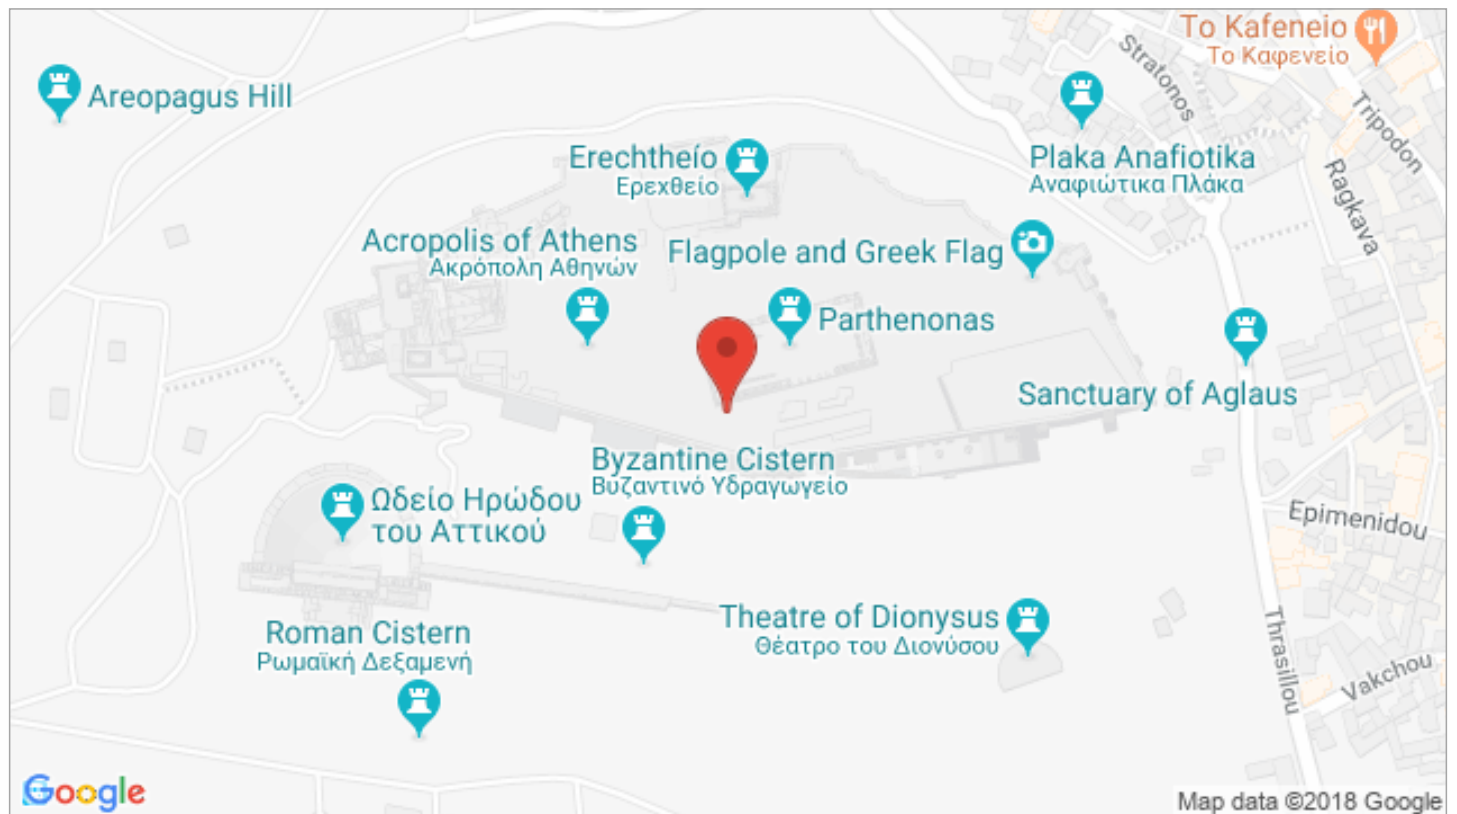 To Kafeneio
Το Καφενείο
Stratonos
Areopagus Hill
Tripodon
Erechtheío
Ερεχθείο
Plaka Anafiotika
Αναφιώτικα Πλάκα
Ragkava
Acropolis of Athens
Ακρόπολη Αθηνών
Flagpole and Greek Flag
Parthenonas
Sanctuary of Aglaus
Byzantine Cistern
Βυζαντινό Υδραγωγείο
Ωδείο Ηρώδου
του Αττικού
Epimenidou
Theatre of Dionysus
Θέατρο του Διονύσου
Roman Cistern
Ρωμαϊκή Δεξαμενή
Thrasillou
Vakchou
Google
Map data ©2018 Google